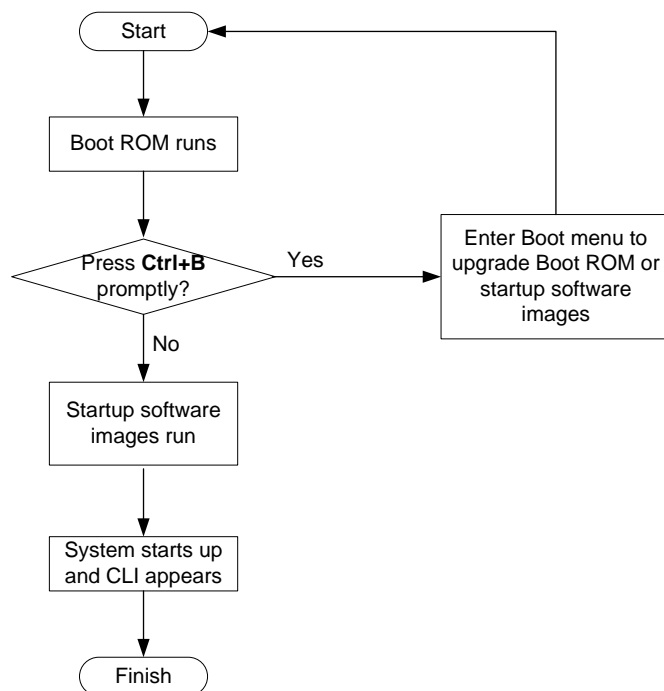 Start
Boot ROM runs
Press Ctrl+B
promptly?
Yes
Enter Boot menu to
upgrade Boot ROM or
startup software
images
No
Startup software
images run
System starts up
and CLI appears
Finish